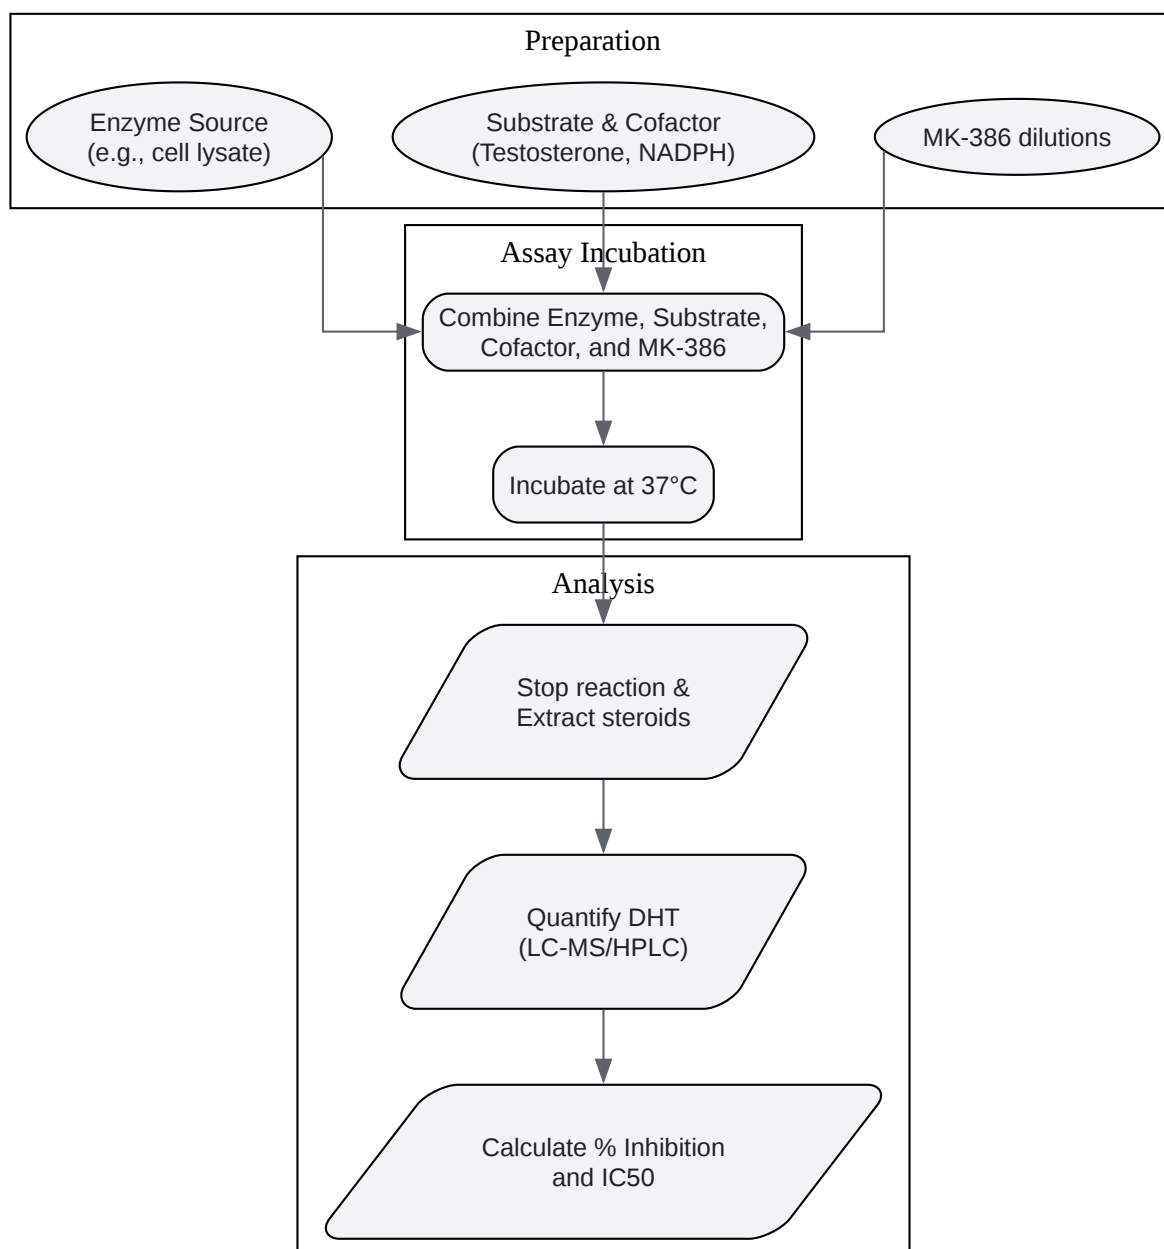 Preparation
Enzyme Source
(e.g., cell lysate)
Substrate & Cofactor
(Testosterone, NADPH)
MK-386 dilutions
Assay Incubation
Combine Enzyme, Substrate,
Cofactor, and MK-386
Incubate at 37°C
Analysis
Stop reaction &
Extract steroids
Quantify DHT
(LC-MS/HPLC)
Calculate % Inhibition
and IC50